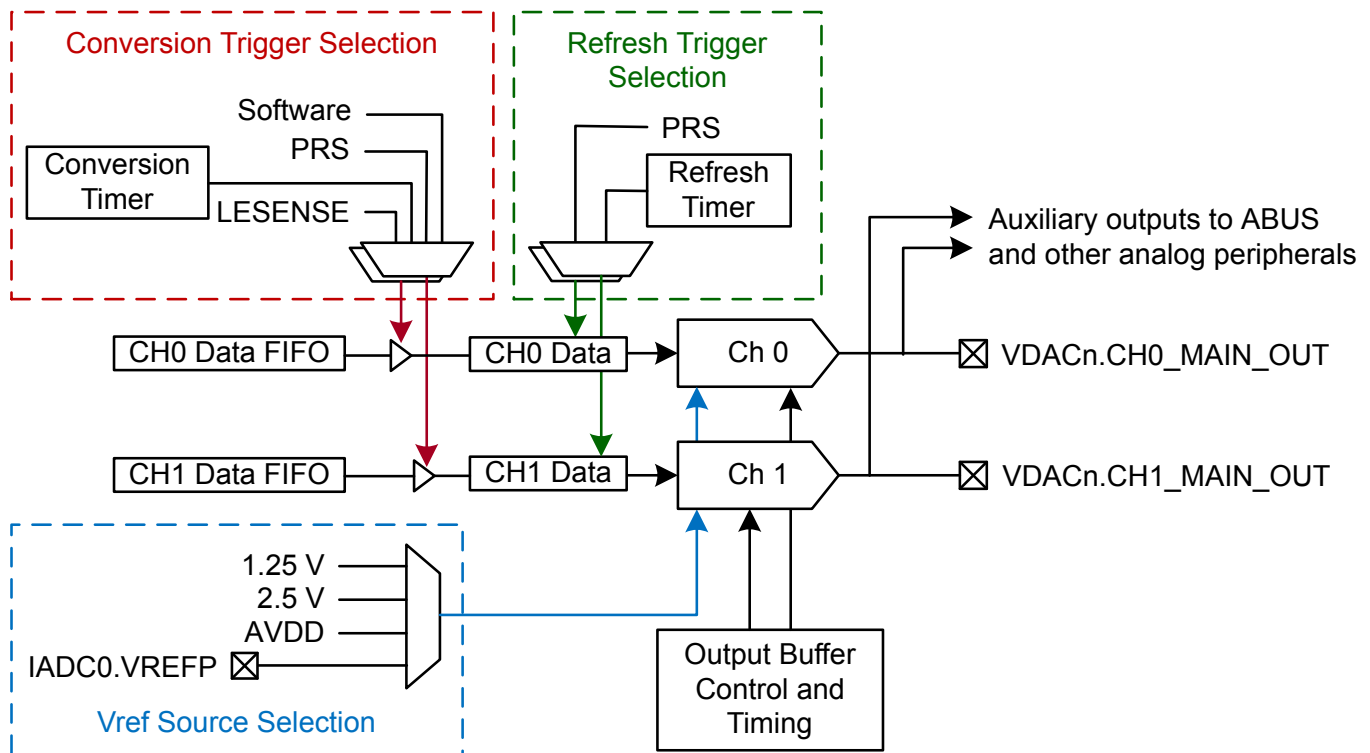 Conversion Trigger Selection
Refresh Trigger
Selection
Software
PRS
Conversion
Timer
LESENSE
PRS
Refresh
Timer
Auxiliary outputs to ABUS
and other analog peripherals
CH0 Data FIFO
CH0 Data
Ch 0
VDACn.CH0_MAIN_OUT
CH1 Data FIFO
CH1 Data
Ch 1
VDACn.CH1_MAIN_OUT
1.25 V
2.5 V
AVDD
IADC0.VREFP
Vref Source Selection
Output Buffer
Control and
Timing